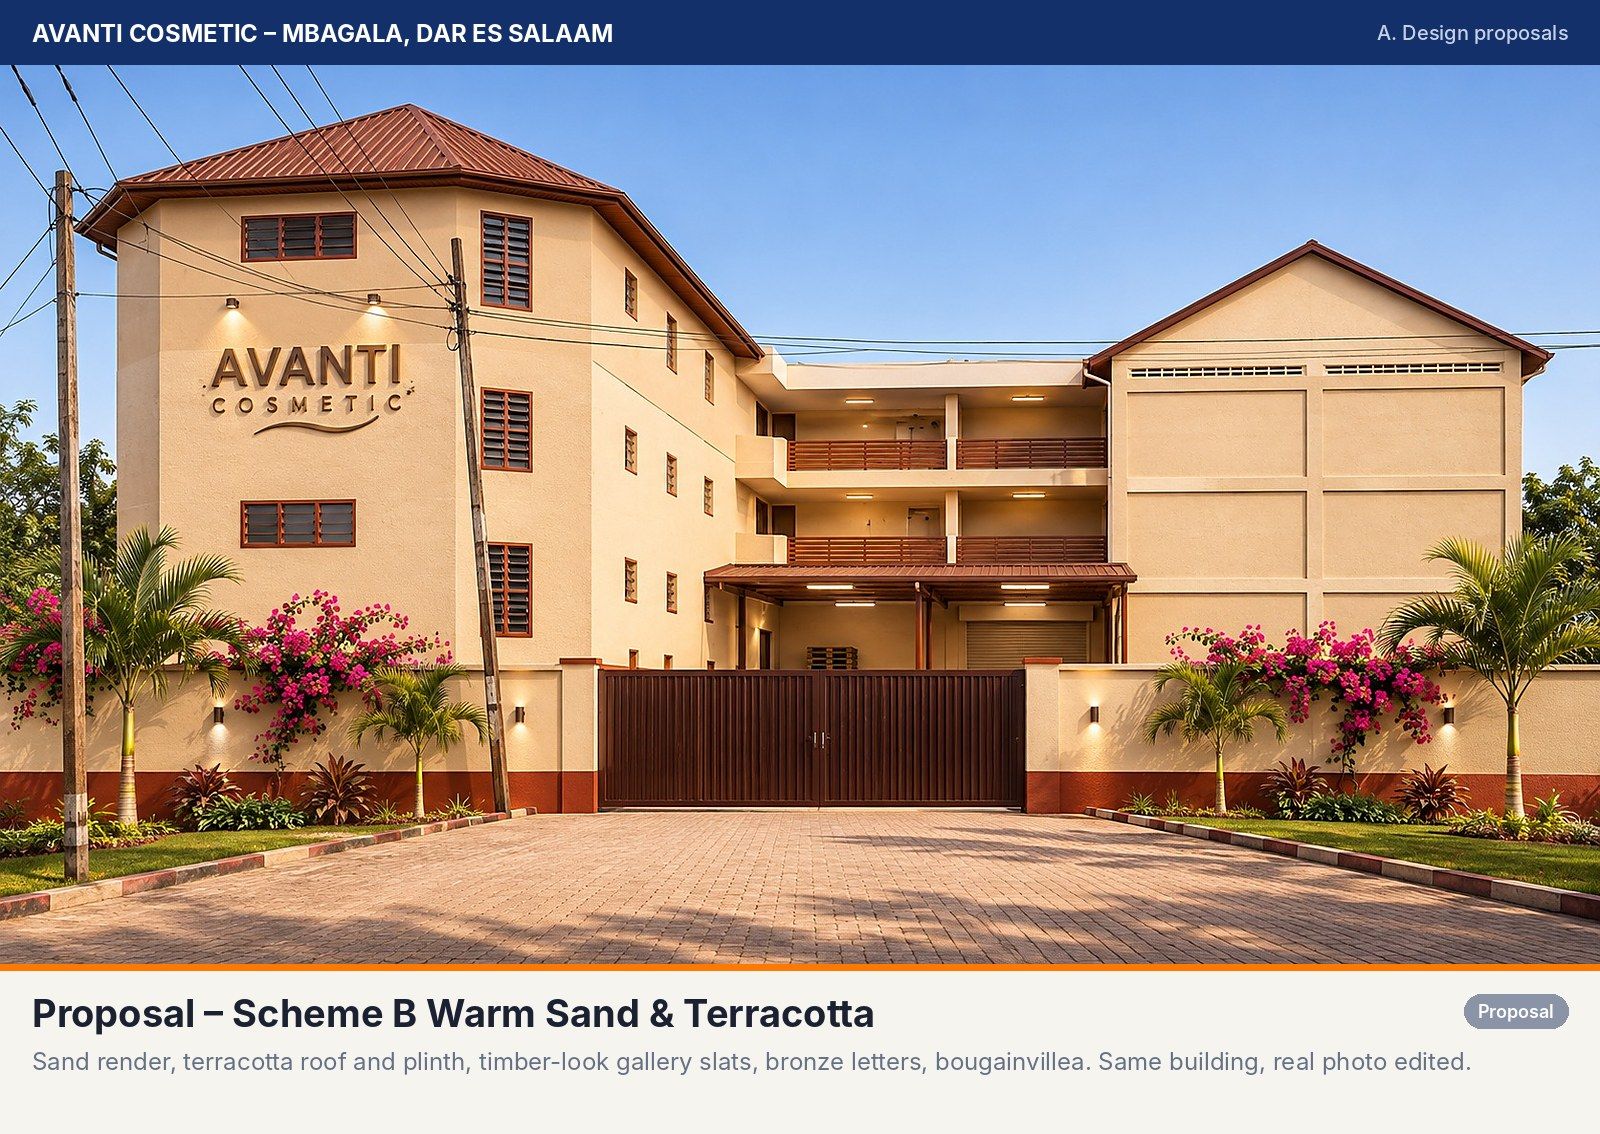 AVANTI COSMETIC – MBAGALA, DAR ES SALAAM
A. Design proposals
AVANTI
COSMETIC
Proposal – Scheme B Warm Sand & Terracotta
Proposal
Sand render, terracotta roof and plinth, timber-look gallery slats, bronze letters, bougainvillea. Same building, real photo edited.